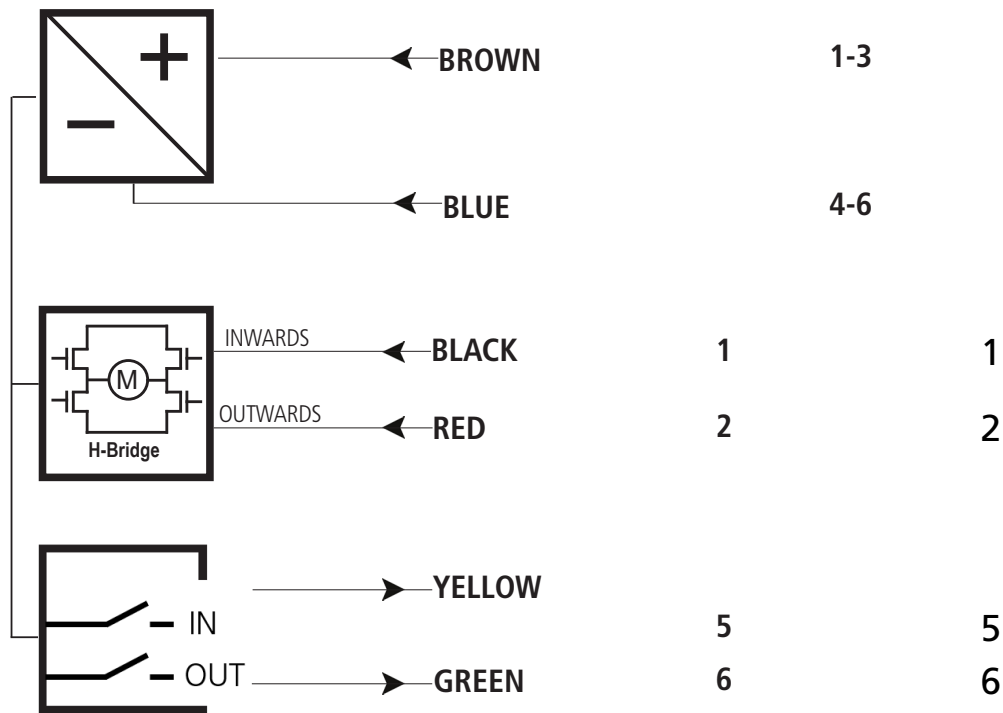 + BROWN 1-3
−
BLUE 4-6
INWARDS BLACK 1 1
M
OUTWARDS RED 2 2
H-Bridge
YELLOW
IN 5 5
OUT GREEN 6 6